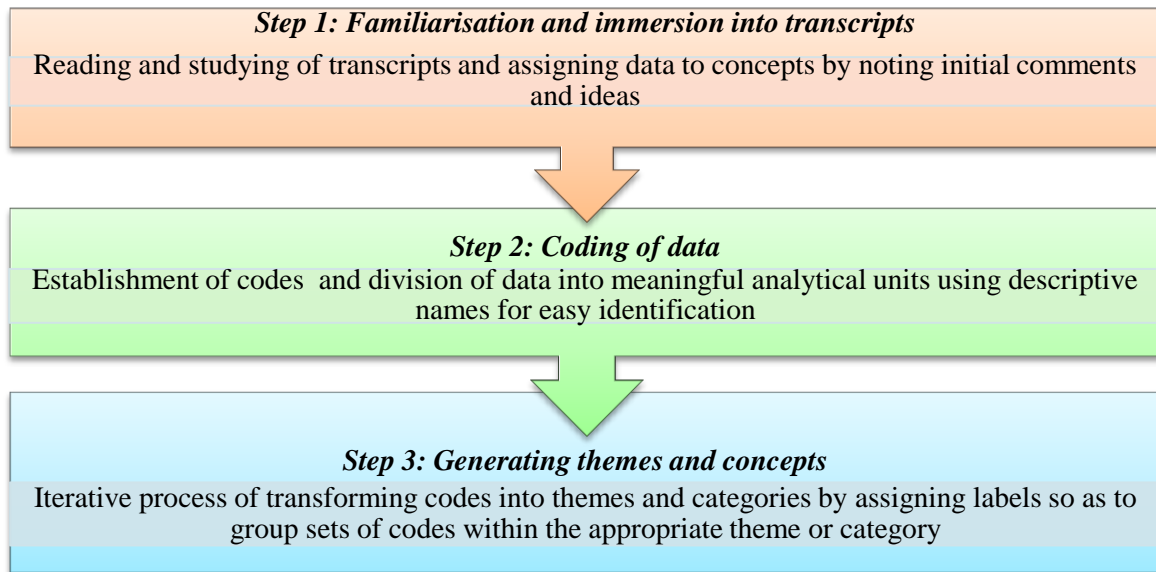 Step 1: Familiarisation and immersion into transcripts
Reading and studying of transcripts and assigning data to concepts by noting initial comments
and ideas
Step 2: Coding of data
Establishment of codes  and division of data into meaningful analytical units using descriptive
names for easy identification
Step 3: Generating themes and concepts
Iterative process of transforming codes into themes and categories by assigning labels so as to
group sets of codes within the appropriate theme or category